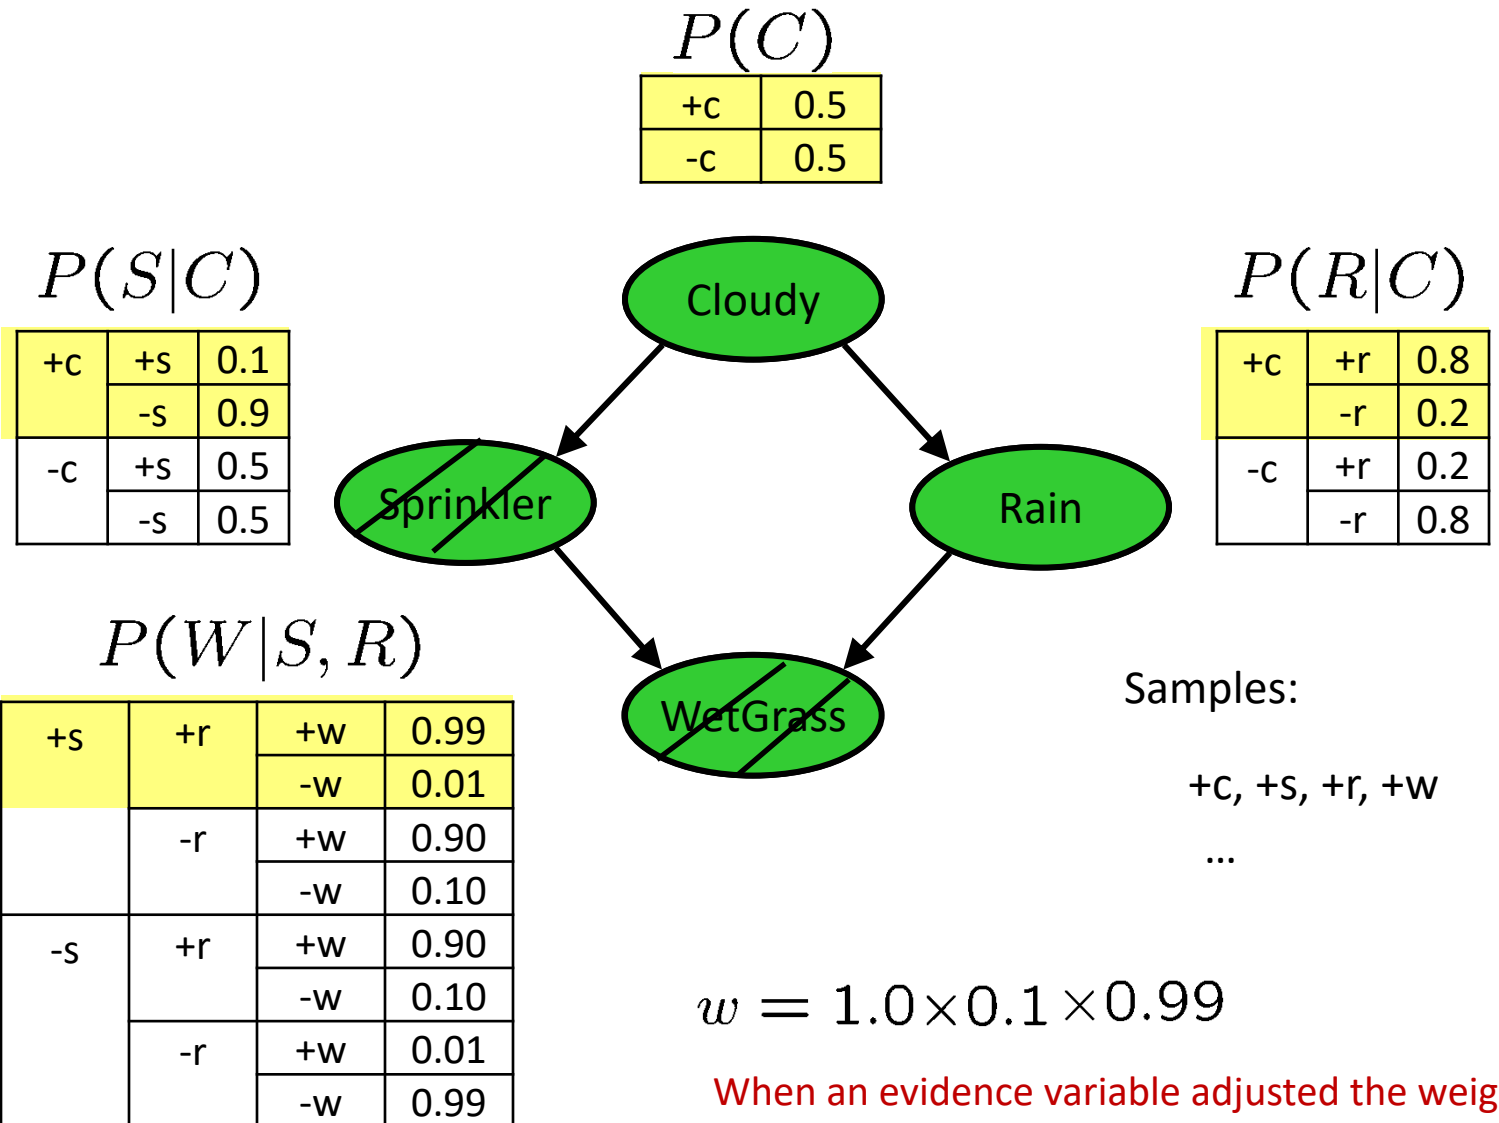 P(C)
+c 0.5
-c 0.5
P(S|C)
+c +s 0.1
-s 0.9
-c +s 0.5
-s 0.5
Cloudy
P(R|C)
+c +r 0.8
-r 0.2
-c +r 0.2
-r 0.8
Sprinkler
Rain
P(W|S, R)
+s +r +w 0.99
-w 0.01
-r +w 0.90
-w 0.10
-s +r +w 0.90
-w 0.10
-r +w 0.01
-w 0.99
WetGrass
Samples:
+c, +s, +r, +w
...
w = 1.0×0.1×0.99
When an evidence variable adjusted the weig